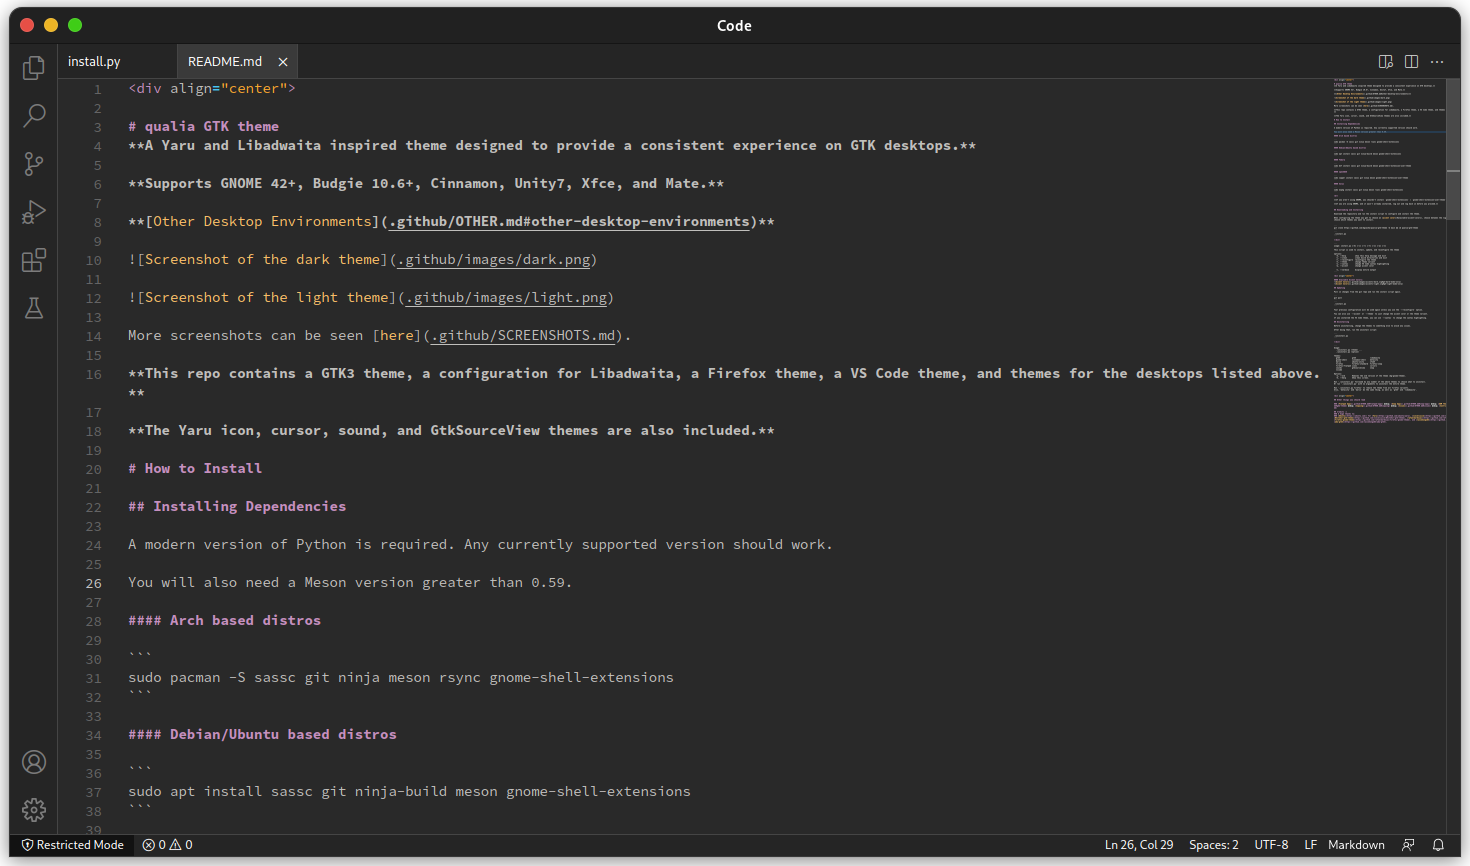 Code
install.py
README.md
1 <div align="center">
2
3 # qualia GTK theme
4 **A Yaru and Libadwaita inspired theme designed to provide a consistent experience on GTK desktops.**
5
6 **Supports GNOME 42+, Budgie 10.6+, Cinnamon, Unity7, Xfce, and Mate.**
7
8 **[Other Desktop Environments](.github/OTHER.md#other-desktop-environments)**
9
10 ![Screenshot of the dark theme](.github/images/dark.png)
11
12 ![Screenshot of the light theme](.github/images/light.png)
13
14 More screenshots can be seen [here](.github/SCREENSHOTS.md).
15
16 **This repo contains a GTK3 theme, a configuration for Libadwaita, a Firefox theme, a VS Code theme, and themes for the desktops listed above.
**
17
18 **The Yaru icon, cursor, sound, and GtkSourceView themes are also included.**
19
20 # How to Install
21
22 ## Installing Dependencies
23
24 A modern version of Python is required. Any currently supported version should work.
25
26 You will also need a Meson version greater than 0.59.
27
28 #### Arch based distros
29
30 ```
31 sudo pacman -S sassc git ninja meson rsync gnome-shell-extensions
32 ```
33
34 #### Debian/Ubuntu based distros
35
36 ```
37 sudo apt install sassc git ninja-build meson gnome-shell-extensions
38 ```
39
Restricted Mode 0 0 Ln 26, Col 29 Spaces: 2 UTF-8 LF Markdown